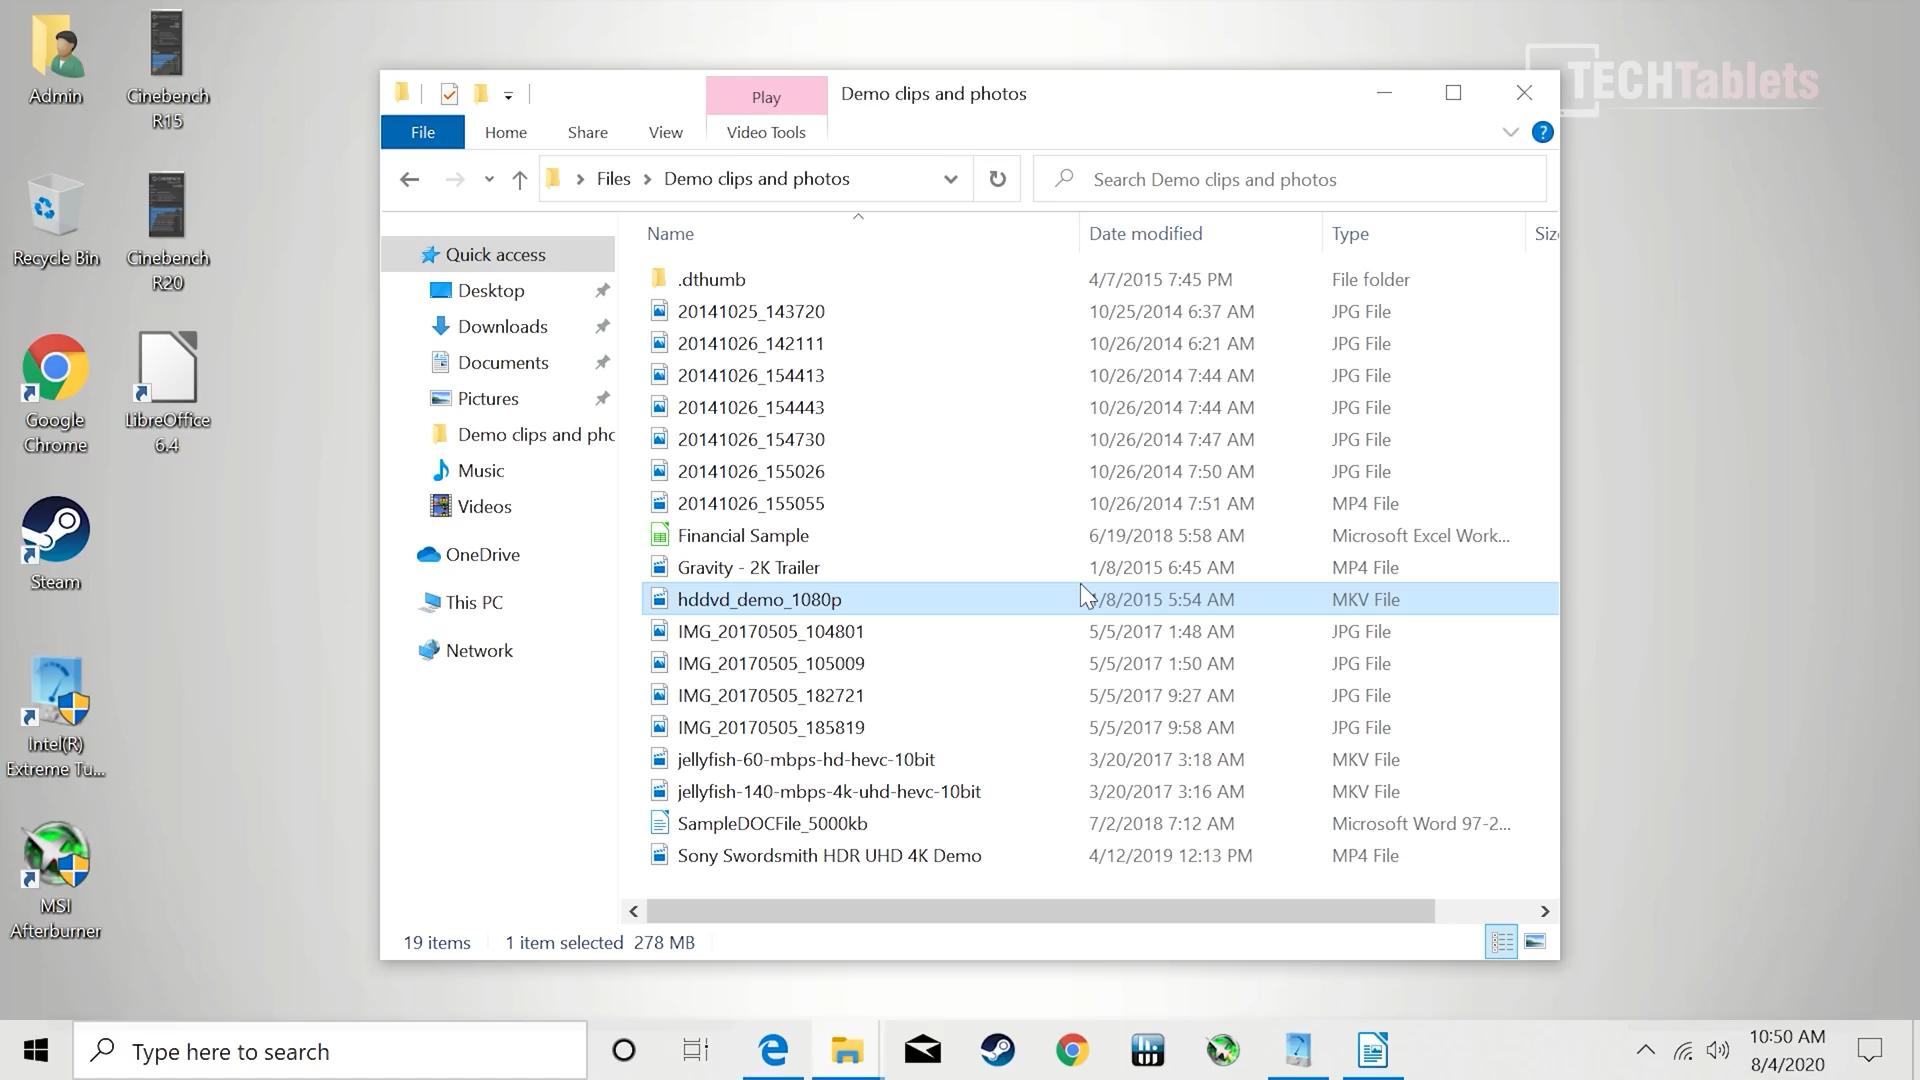 Admin
Cinebench
R15
Recycle Bin
Cinebench
R20
Google
Chrome
LibreOffice
6.4
Steam
Intel(R)
Extreme Tu...
MSI
Afterburner
TECHTablets
Play
Demo clips and photos
File
Home
Share
View
Video Tools
?
Files
Demo clips and photos
Search Demo clips and photos
Quick access
Desktop
Downloads
Documents
Pictures
Demo clips and phc
Music
Videos
OneDrive
This PC
Network
Name Date modified Type Siz
.dthumb 4/7/2015 7:45 PM File folder
20141025_143720 10/25/2014 6:37 AM JPG File
20141026_142111 10/26/2014 6:21 AM JPG File
20141026_154413 10/26/2014 7:44 AM JPG File
20141026_154443 10/26/2014 7:44 AM JPG File
20141026_154730 10/26/2014 7:47 AM JPG File
20141026_155026 10/26/2014 7:50 AM JPG File
20141026_155055 10/26/2014 7:51 AM MP4 File
Financial Sample 6/19/2018 5:58 AM Microsoft Excel Work...
Gravity - 2K Trailer 1/8/2015 6:45 AM MP4 File
hddvd_demo_1080p /8/2015 5:54 AM MKV File
IMG_20170505_104801 5/5/2017 1:48 AM JPG File
IMG_20170505_105009 5/5/2017 1:50 AM JPG File
IMG_20170505_182721 5/5/2017 9:27 AM JPG File
IMG_20170505_185819 5/5/2017 9:58 AM JPG File
jellyfish-60-mbps-hd-hevc-10bit 3/20/2017 3:18 AM MKV File
jellyfish-140-mbps-4k-uhd-hevc-10bit 3/20/2017 3:16 AM MKV File
SampleDOCFile_5000kb 7/2/2018 7:12 AM Microsoft Word 97-2...
Sony Swordsmith HDR UHD 4K Demo 4/12/2019 12:13 PM MP4 File
19 items 1 item selected 278 MB
Type here to search
10:50 AM
8/4/2020